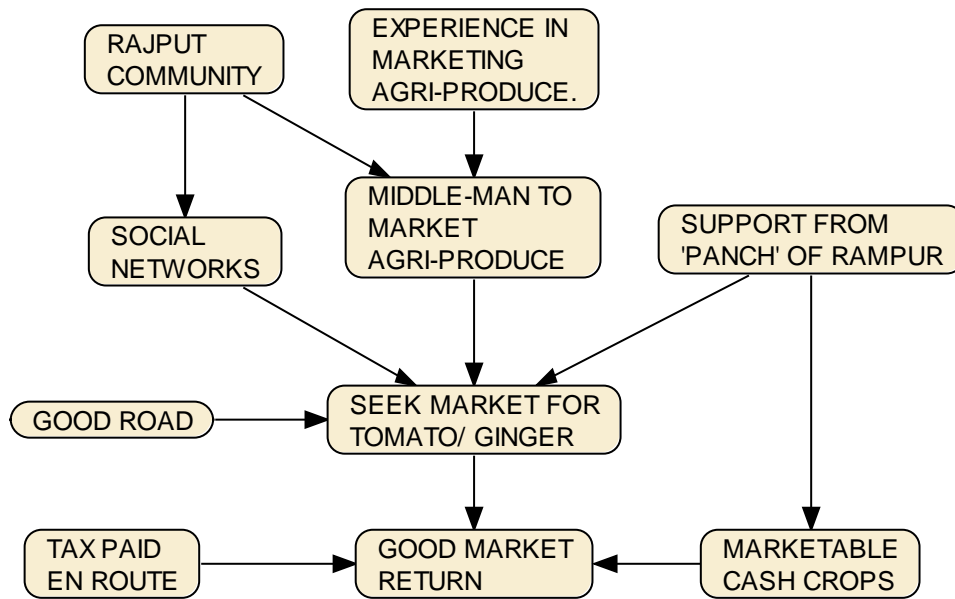 RAJPUT
COMMUNITY
EXPERIENCE IN
MARKETING
AGRI-PRODUCE.
SOCIAL
NETWORKS
MIDDLE-MAN TO
MARKET
AGRI-PRODUCE
SUPPORT FROM
'PANCH' OF RAMPUR
GOOD ROAD
SEEK MARKET FOR
TOMATO/ GINGER
TAX PAID
EN ROUTE
GOOD MARKET
RETURN
MARKETABLE
CASH CROPS